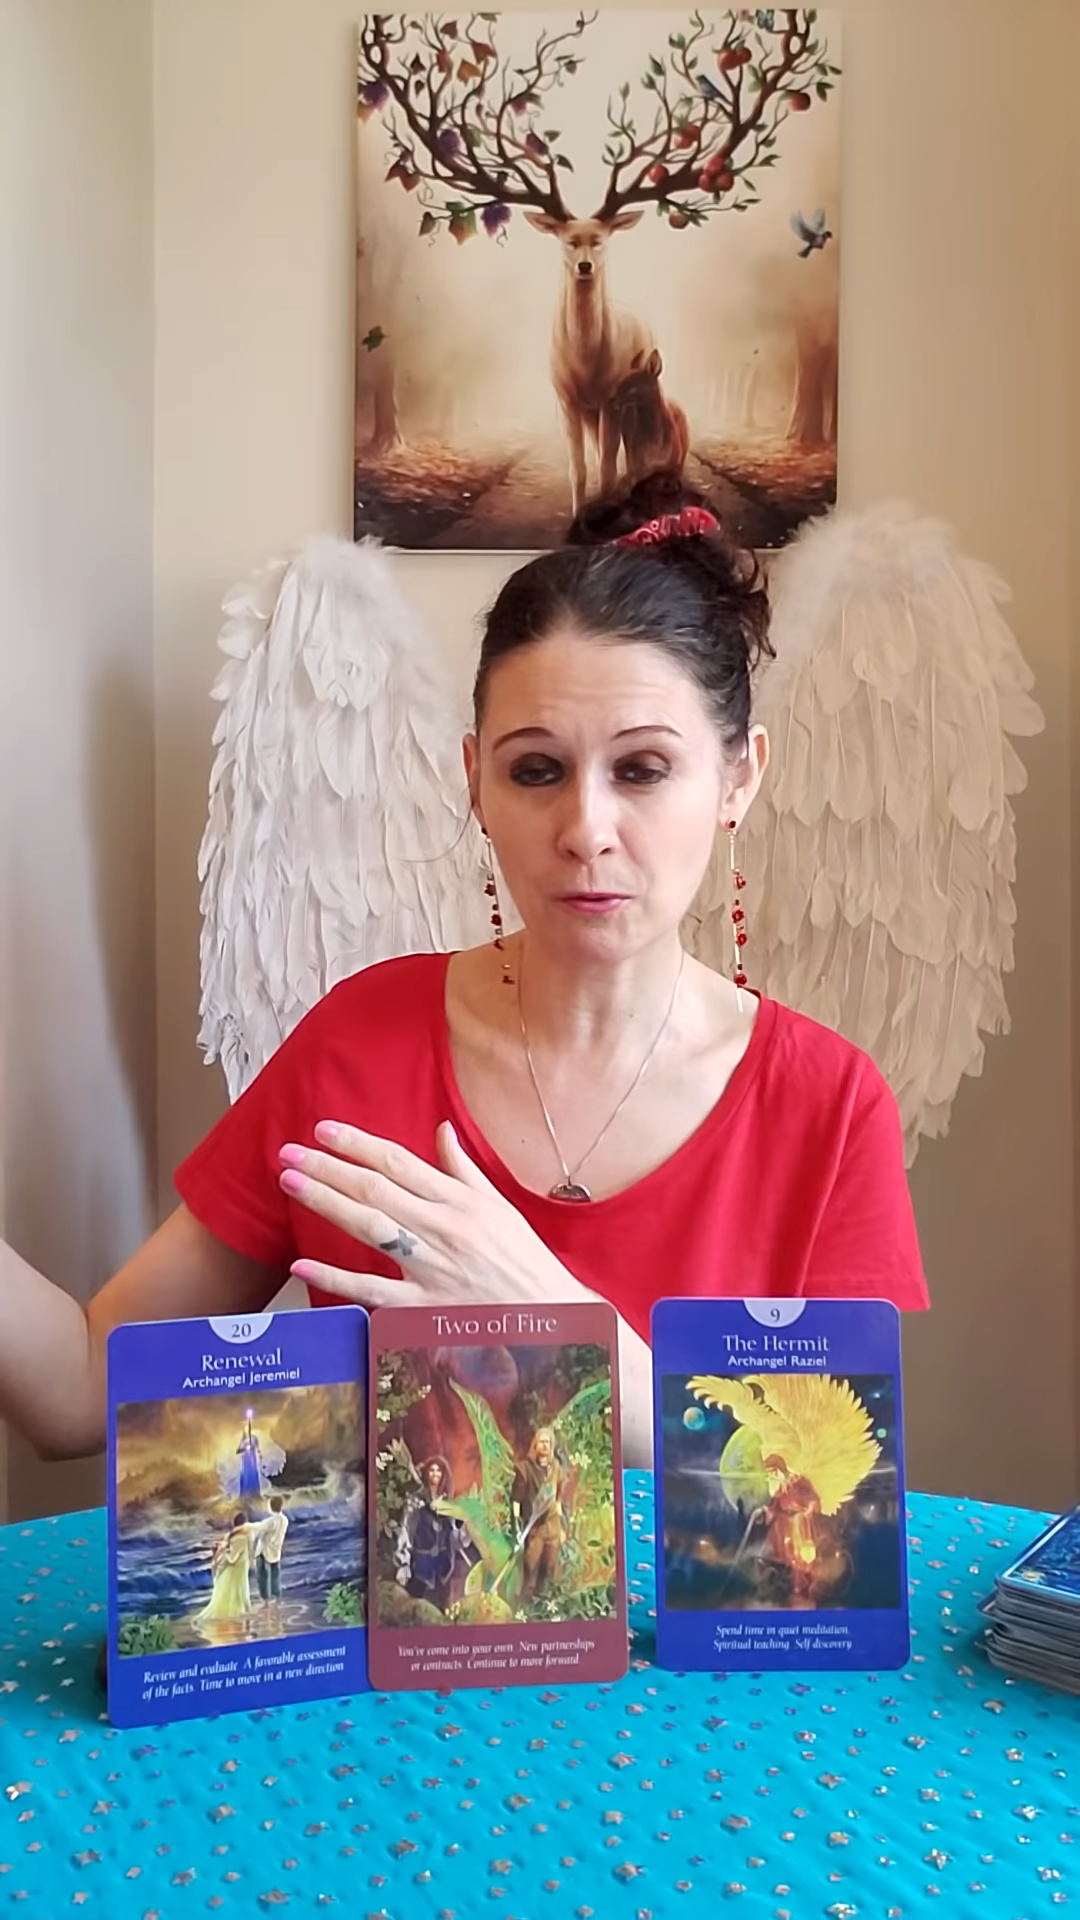 20
Renewal
Archangel Jeremiel
Review and evaluate A favorable assessment
of the facts. Time to move in a new direction
Two of Fire
You've come into your own. New partnerships
or contracts. Continue to move forward
9
The Hermit
Archangel Raziel
Spend time in quiet meditation.
Spiritual teaching. Self discovery